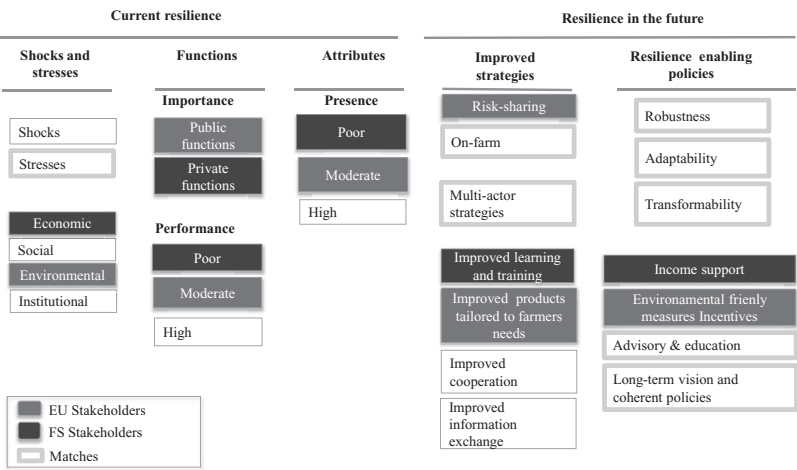 Current resilience
Resilience in the future
Shocks and
stresses
Functions
Attributes
Improved
strategies
Resilience enabling
policies
Shocks
Stresses
Economic
Social
Environmental
Institutional
Importance
Public
functions
Private
functions
Performance
Poor
Moderate
High
Presence
Poor
Moderate
High
Risk-sharing
On-farm
Multi-actor
strategies
Improved learning
and training
Improved products
tailored to farmers
needs
Improved
cooperation
Improved
information
exchange
Robustness
Adaptability
Transformability
Income support
Environamental frienly
measures Incentives
Advisory & education
Long-term vision and
coherent policies
EU Stakeholders
FS Stakeholders
Matches